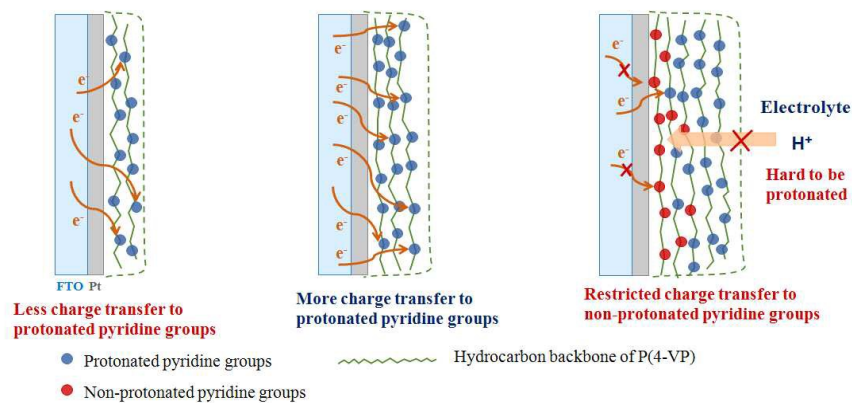 e⁻
e⁻
e⁻
FTO Pt
Less charge transfer to
protonated pyridine groups
e⁻
e⁻
e⁻
e⁻
e⁻
e⁻
More charge transfer to
protonated pyridine groups
e⁻
e⁻
e⁻
Electrolyte
H⁺
Hard to be
protonated
Restricted charge transfer to
non-protonated pyridine groups
Protonated pyridine groups
Hydrocarbon backbone of P(4-VP)
Non-protonated pyridine groups